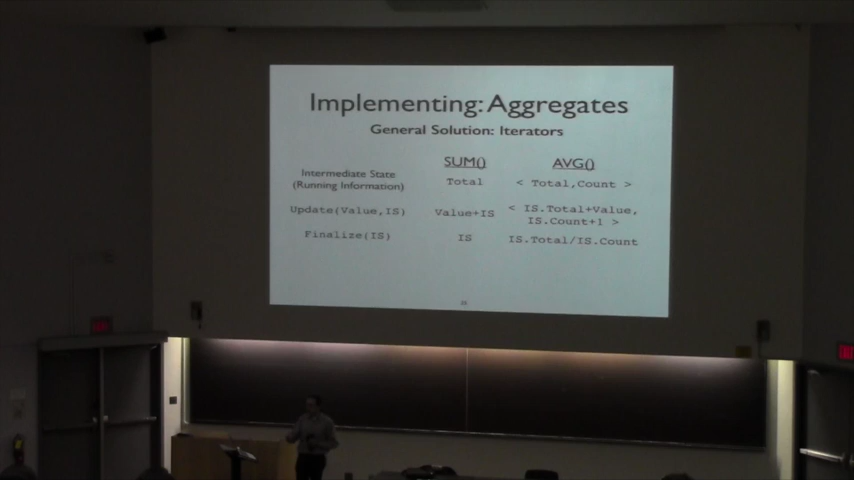 Implementing: Aggregates
General Solution: Iterators
SUM() AVG()
Intermediate State
(Running Information) Total < Total,Count >
Update(Value,IS) Value+IS < IS.Total+Value,
IS.Count+1 >
Finalize(IS) IS IS.Total/IS.Count